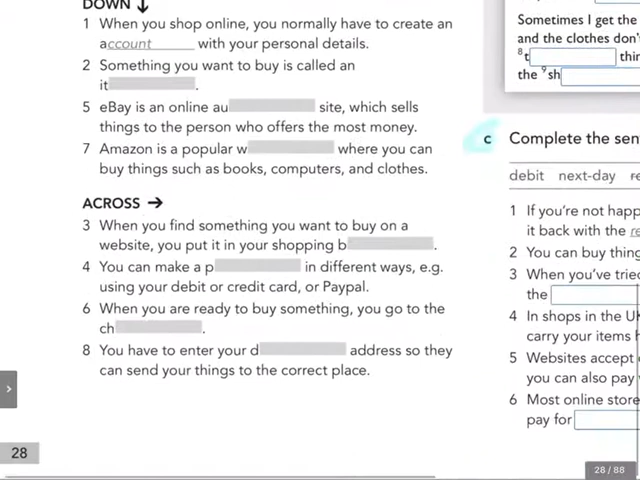 DOWN ↓
1 When you shop online, you normally have to create an
account with your personal details.
2 Something you want to buy is called an
it
.
5 eBay is an online au site, which sells
things to the person who offers the most money.
7 Amazon is a popular w where you can
buy things such as books, computers, and clothes.
ACROSS →
3 When you find something you want to buy on a
website, you put it in your shopping b .
4 You can make a p in different ways, e.g.
using your debit or credit card, or Paypal.
6 When you are ready to buy something, you go to the
ch .
8 You have to enter your d address so they
can send your things to the correct place.
28
Sometimes I get the
and the clothes don'
8 t thin
the 9 sh
c Complete the sen
debit next-day re
1 If you're not happ
it back with the re
2 You can buy thing
3 When you've tried
the
4 In shops in the UK
carry your items h
5 Websites accept
you can also pay
6 Most online store
pay for
28 / 88